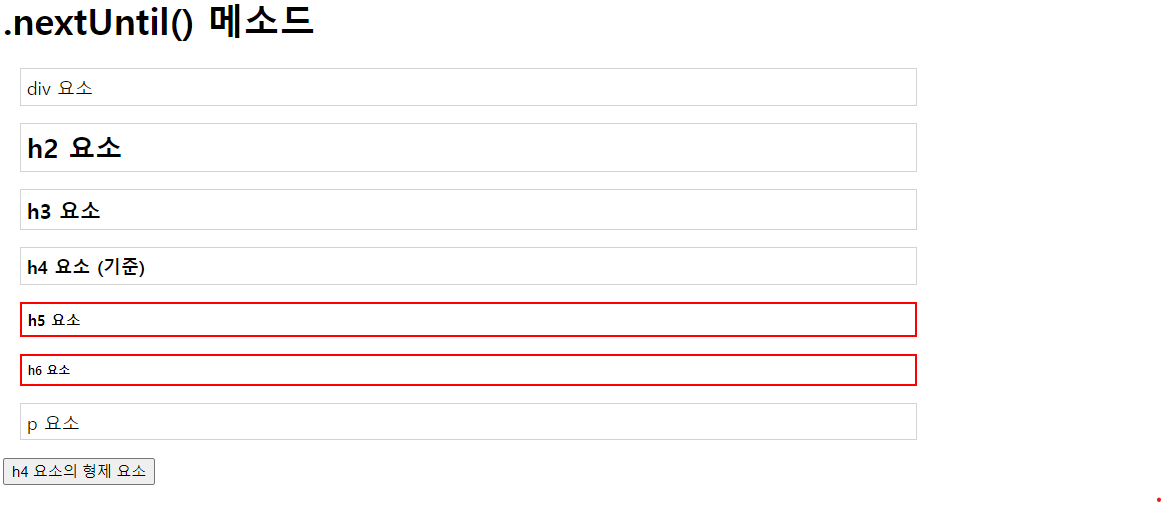 .nextUntil() 메소드
div 요소
h2 요소
h3 요소
h4 요소 (기준)
h5 요소
h6 요소
p 요소
h4 요소의 형제 요소